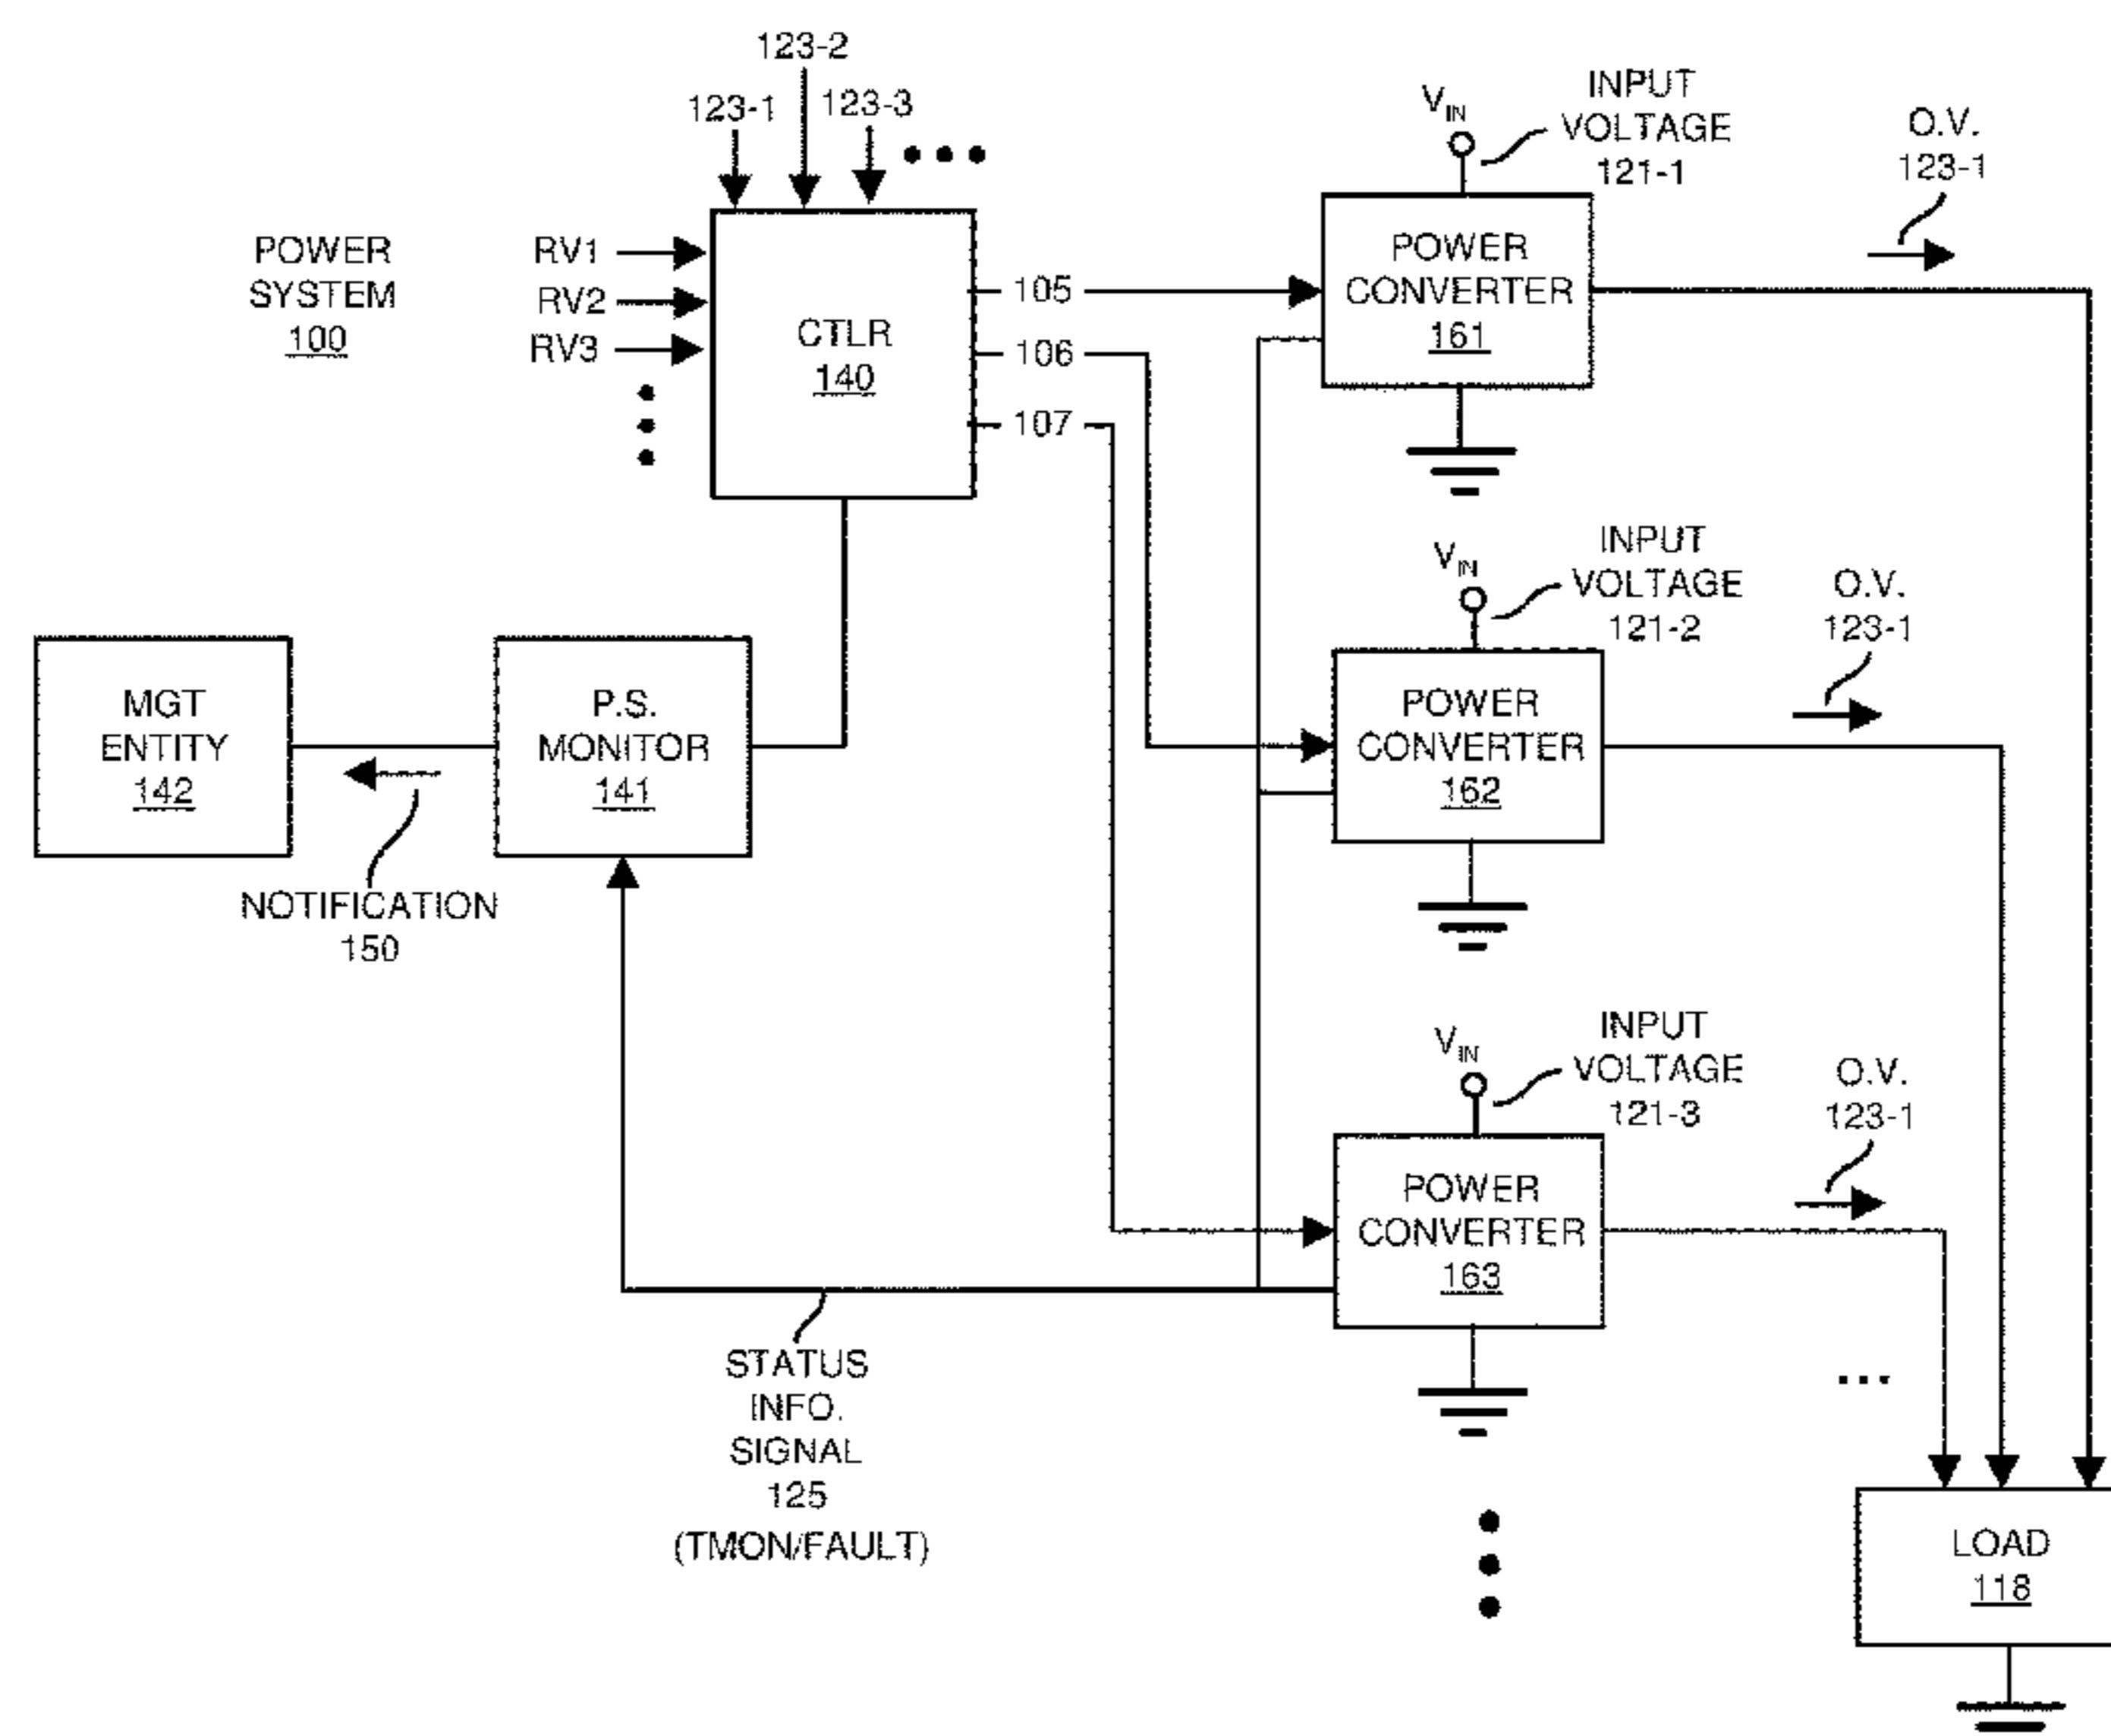 123-2
123-1
123-3
POWER
SYSTEM
100
RV1
RV2
RV3
CTLR
140
105
106
107
VIN
INPUT
VOLTAGE
121-1
O.V.
123-1
POWER
CONVERTER
161
VIN
INPUT
VOLTAGE
121-2
O.V.
123-1
POWER
CONVERTER
162
MGT
ENTITY
142
P.S.
MONITOR
141
NOTIFICATION
150
VIN
INPUT
VOLTAGE
121-3
O.V.
123-1
POWER
CONVERTER
163
STATUS
INFO.
SIGNAL
125
(TMON/FAULT)
...
LOAD
118